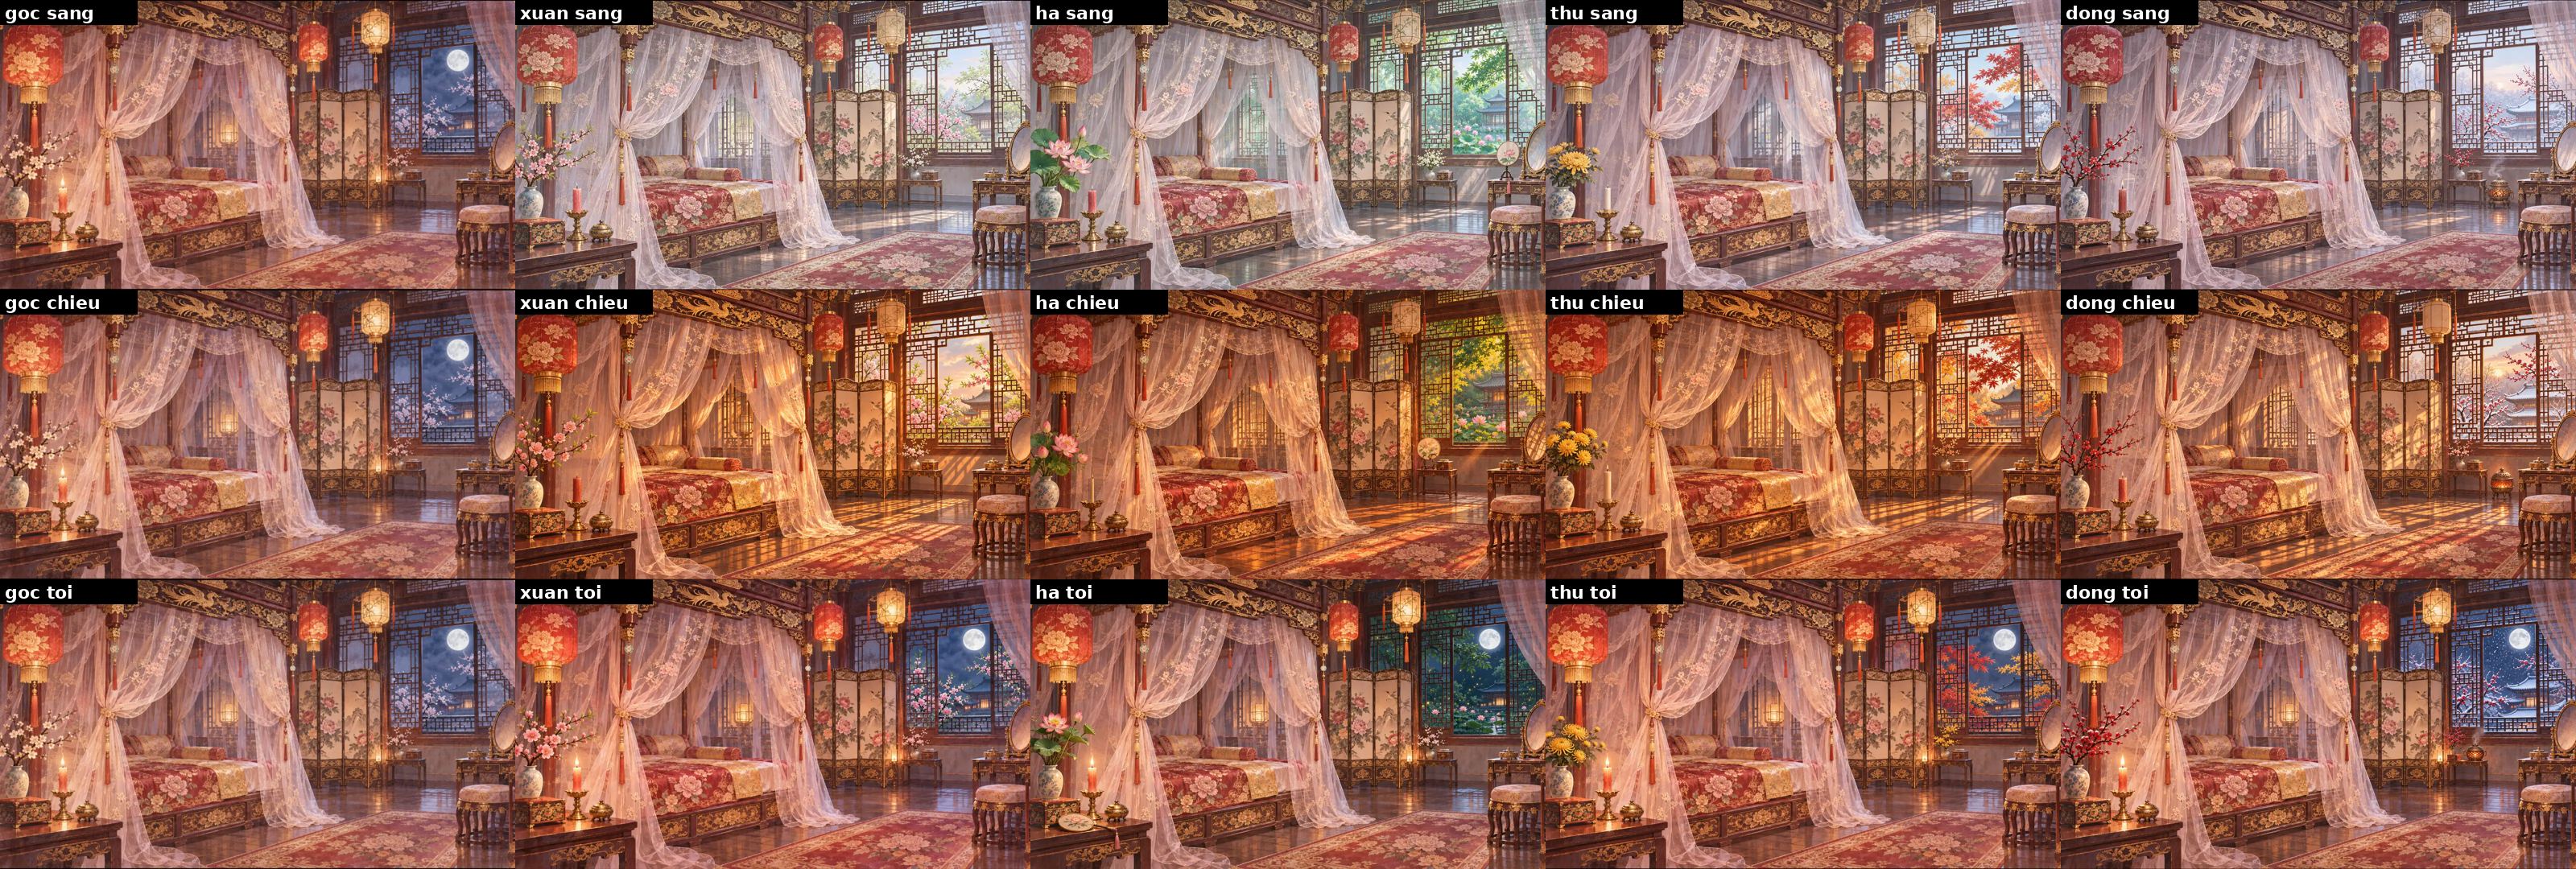 goc sang
xuan sang
ha sang
thu sang
dong sang
goc chieu
xuan chieu
ha chieu
thu chieu
dong chieu
goc toi
xuan toi
ha toi
thu toi
dong toi